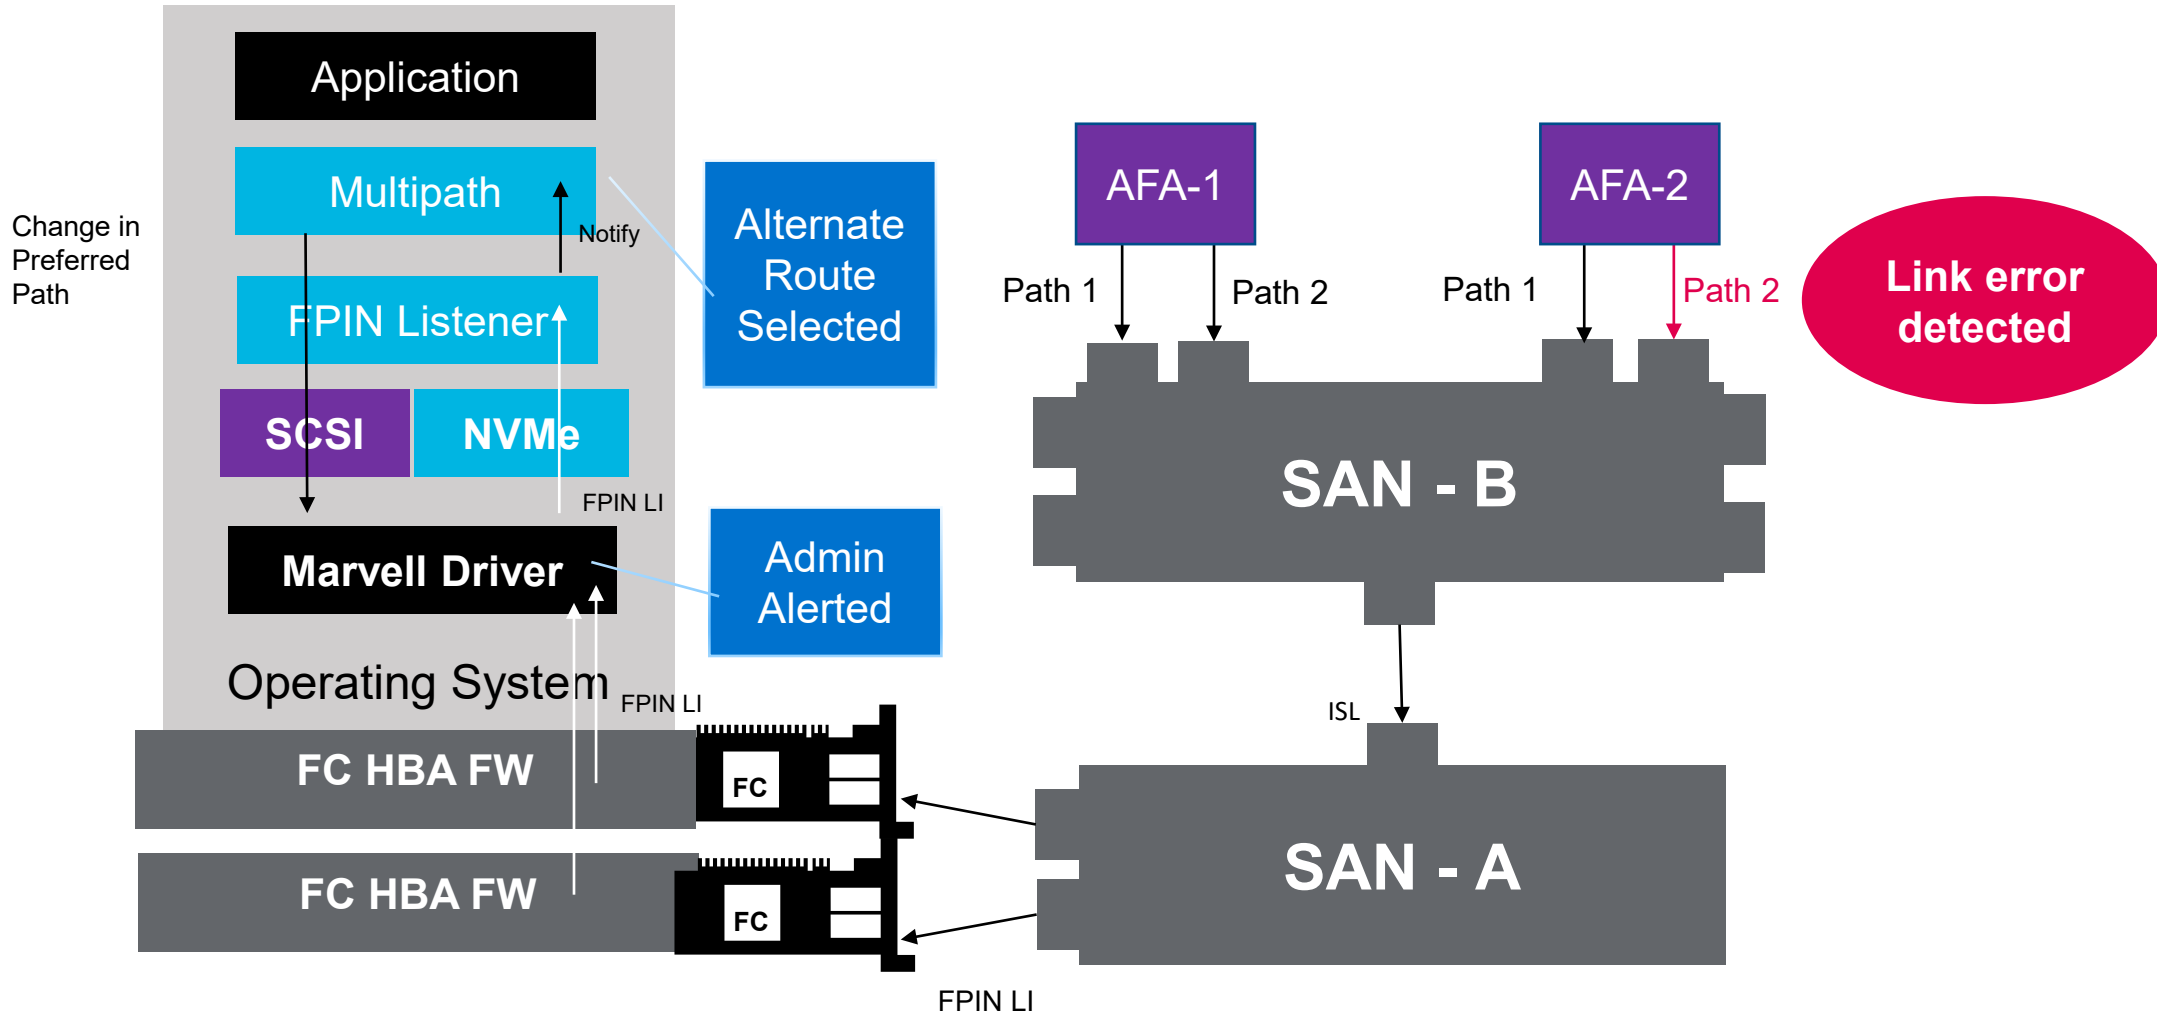 Application
Multipath
Notify
Change in
Preferred
Path
FPIN Listener
SCSI
NVMe
FPIN LI
Marvell Driver
Operating System
FPIN LI
FC HBA FW
FC
FC HBA FW
FC
FPIN LI
Alternate
Route
Selected
Admin
Alerted
AFA-1
AFA-2
Path 1
Path 2
Path 1
Path 2
Link error
detected
SAN - B
ISL
SAN - A